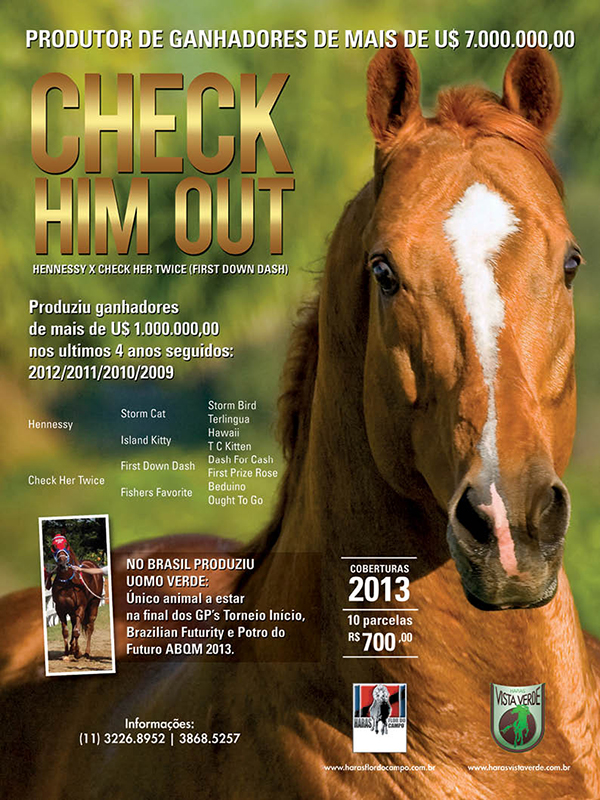 PRODUTOR DE GANHADORES DE MAIS DE U$ 7.000.000,00
CHECK
HIM OUT
HENNESSY X CHECK HER TWICE (FIRST DOWN DASH)
Produziu ganhadores
de mais de U$ 1.000.000,00
nos ultimos 4 anos seguidos:
2012/2011/2010/2009
Hennessy
Storm Cat
Storm Bird
Terlingua
Island Kitty
Hawaii
T C Kitten
Check Her Twice
First Down Dash
Dash For Cash
First Prize Rose
Fishers Favorite
Beduino
Ought To Go
NO BRASIL PRODUZIU
UOMO VERDE:
Único animal a estar
na final dos GP's Torneio Início,
Brazilian Futurity e Potro do
Futuro ABQM 2013.
COBERTURAS
2013
10 parcelas
R$ 700,00
Informações:
(11) 3226.8952 | 3868.5257
HARAS FLOR DO CAMPO
www.harasflordocampo.com.br
HARAS
VISTA VERDE
www.harasvistaverde.com.br